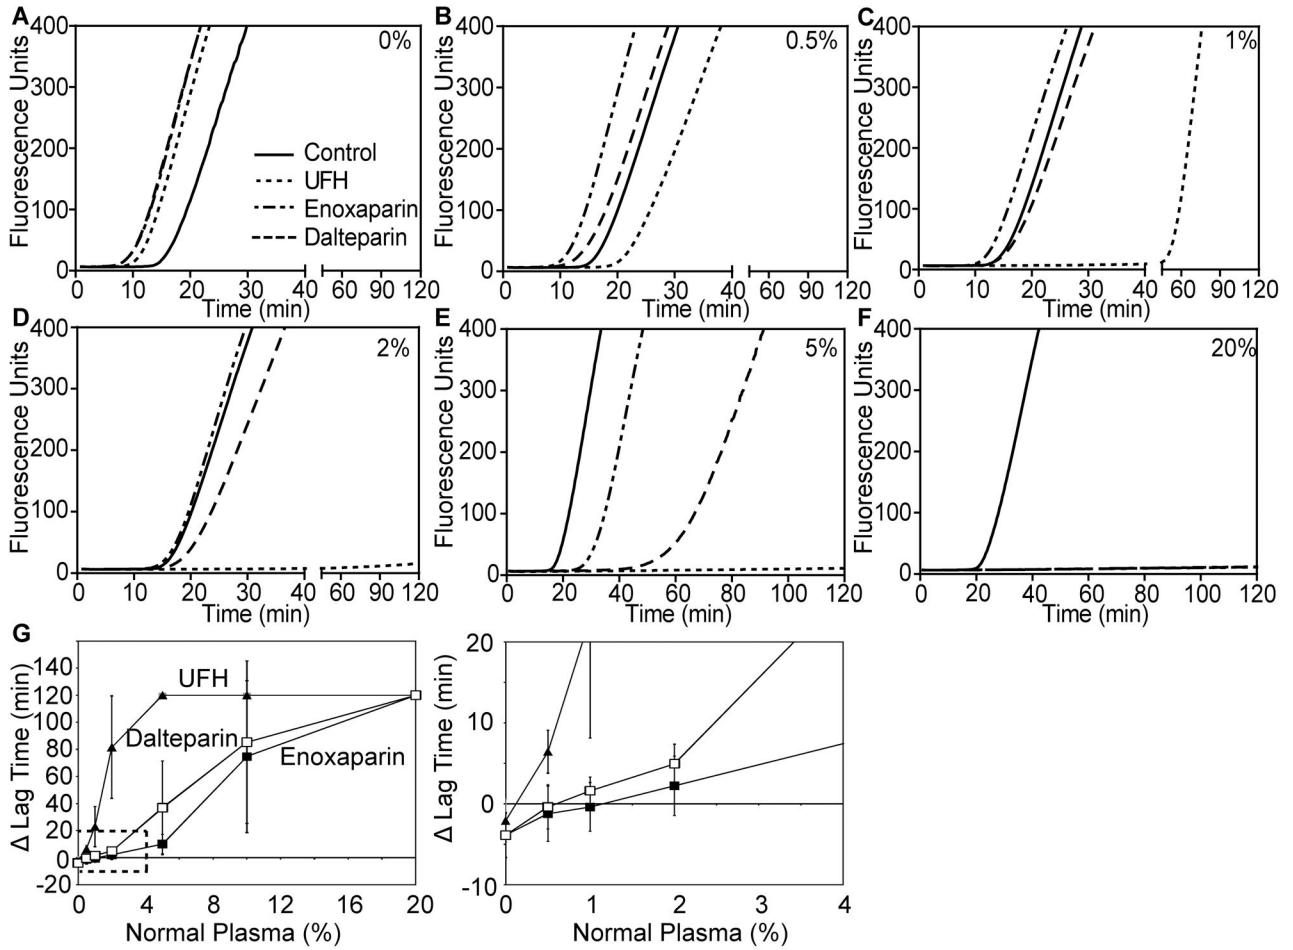 A
Fluorescence Units
400
300
200
100
0
0%
Control
UFH
Enoxaparin
Dalteparin
0 10 20 30 40 60 90 120
Time (min)
B
Fluorescence Units
400
300
200
100
0
0.5%
0 10 20 30 40 60 90 120
Time (min)
C
Fluorescence Units
400
300
200
100
0
1%
0 10 20 30 40 60 90 120
Time (min)
D
Fluorescence Units
400
300
200
100
0
2%
0 10 20 30 40 60 90 120
Time (min)
E
Fluorescence Units
400
300
200
100
0
5%
0 20 40 60 80 100 120
Time (min)
F
Fluorescence Units
400
300
200
100
0
20%
0 20 40 60 80 100 120
Time (min)
G
Δ Lag Time (min)
140
120
100
80
60
40
20
0
-20
UFH
Dalteparin
Enoxaparin
0 4 8 12 16 20
Normal Plasma (%)
Δ Lag Time (min)
20
10
0
-10
0 1 2 3 4
Normal Plasma (%)